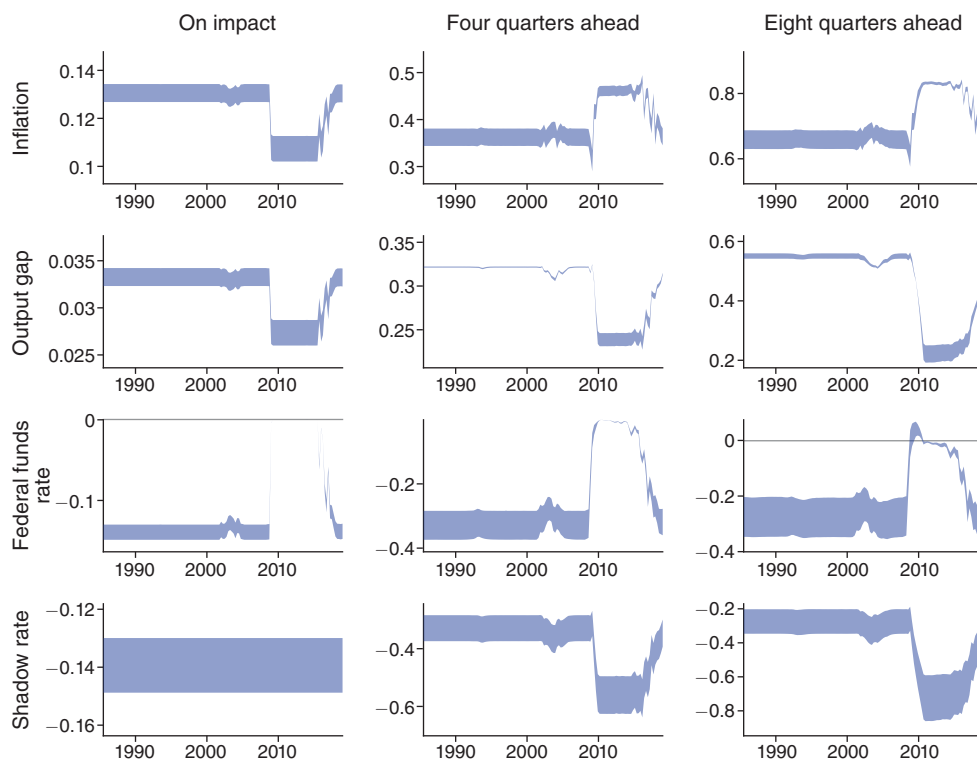 On impact
Four quarters ahead
Eight quarters ahead
Inflation
0.14
0.12
0.1
1990 2000 2010
0.5
0.4
0.3
1990 2000 2010
0.8
0.6
1990 2000 2010
Output gap
0.035
0.03
0.025
1990 2000 2010
0.35
0.3
0.25
1990 2000 2010
0.6
0.4
0.2
1990 2000 2010
Federal funds
rate
0
−0.1
1990 2000 2010
−0.2
−0.4
1990 2000 2010
0
−0.2
−0.4
1990 2000 2010
Shadow rate
−0.12
−0.14
−0.16
1990 2000 2010
−0.4
−0.6
1990 2000 2010
−0.2
−0.4
−0.6
−0.8
1990 2000 2010